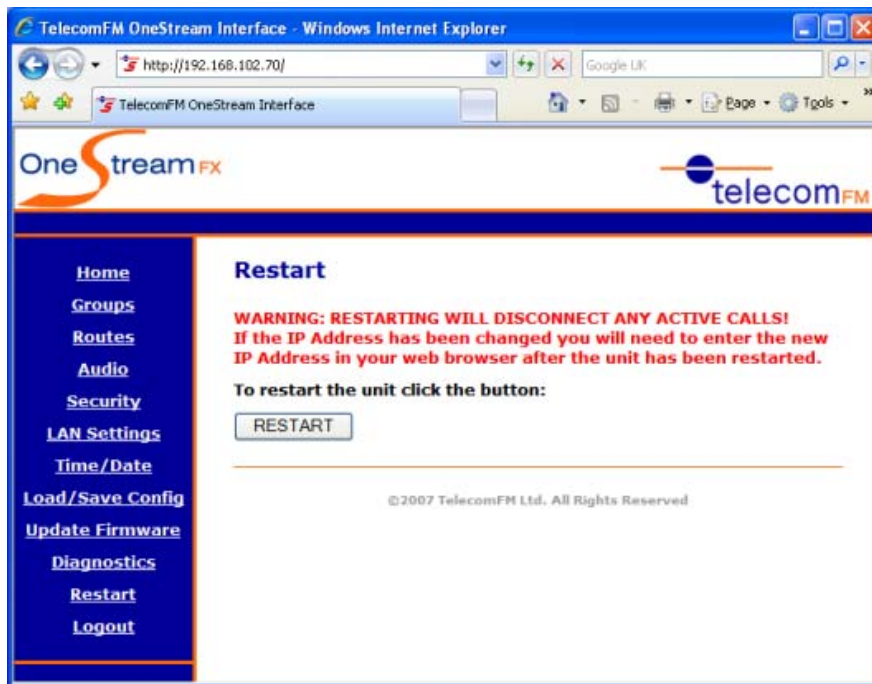 TelecomFM OneStream Interface - Windows Internet Explorer
http://192.168.102.70/
Google UK
TelecomFM OneStream Interface
Page
Tools
OneStream FX
telecomFM
Home
Groups
Routes
Audio
Security
LAN Settings
Time/Date
Load/Save Config
Update Firmware
Diagnostics
Restart
Logout
Restart
WARNING: RESTARTING WILL DISCONNECT ANY ACTIVE CALLS!
If the IP Address has been changed you will need to enter the new
IP Address in your web browser after the unit has been restarted.
To restart the unit click the button:
RESTART
©2007 TelecomFM Ltd. All Rights Reserved